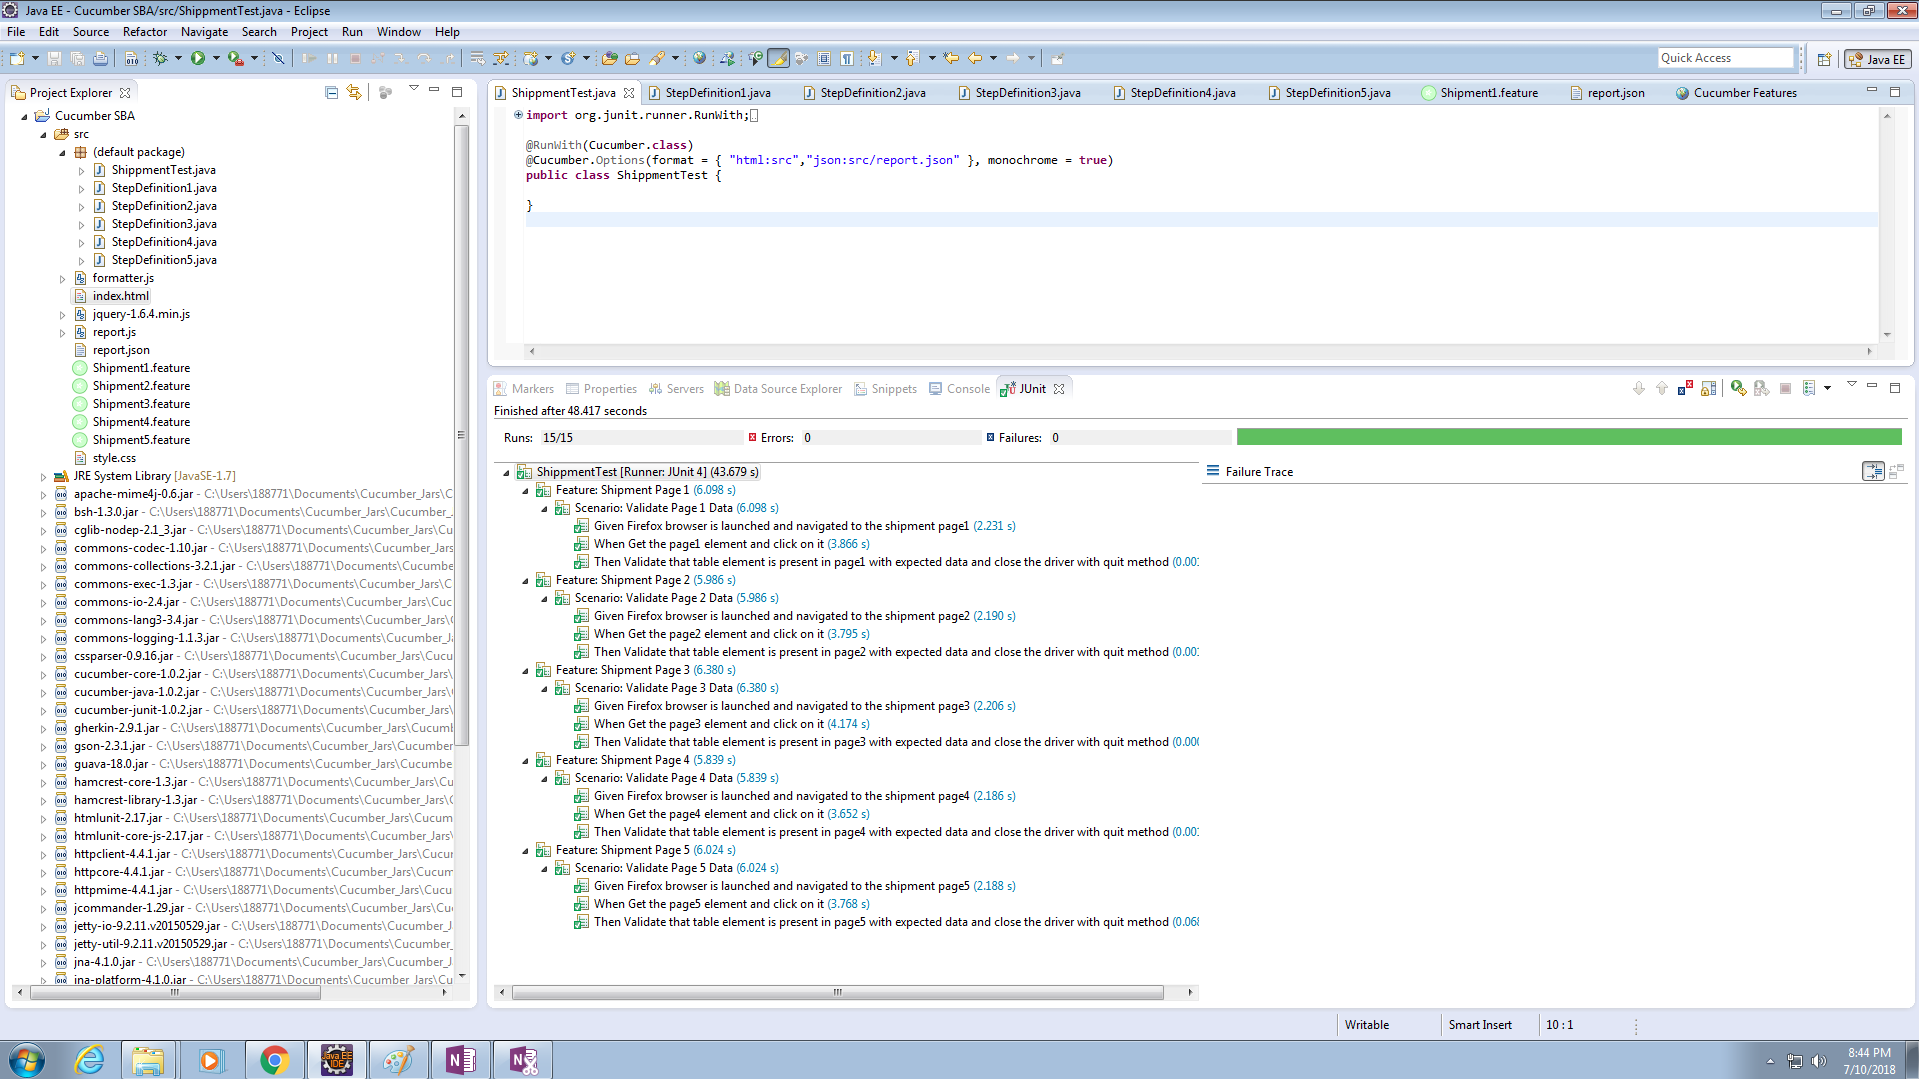 Java EE - Cucumber SBA/src/ShippmentTest.java - Eclipse
File Edit Source Refactor Navigate Search Project Run Window Help
Quick Access
Java EE
Project Explorer
Cucumber SBA
src
(default package)
ShippmentTest.java
StepDefinition1.java
StepDefinition2.java
StepDefinition3.java
StepDefinition4.java
StepDefinition5.java
formatter.js
index.html
jquery-1.6.4.min.js
report.js
report.json
Shipment1.feature
Shipment2.feature
Shipment3.feature
Shipment4.feature
Shipment5.feature
style.css
JRE System Library [JavaSE-1.7]
apache-mime4j-0.6.jar - C:\Users\188771\Documents\Cucumber_Jars\C
bsh-1.3.0.jar - C:\Users\188771\Documents\Cucumber_Jars\Cucumbe
cglib-nodep-2.1_3.jar - C:\Users\188771\Documents\Cucumber_Jars\
commons-codec-1.10.jar - C:\Users\188771\Documents\Cucumber_Jars
commons-collections-3.2.1.jar - C:\Users\188771\Documents\Cucumb
commons-exec-1.3.jar - C:\Users\188771\Documents\Cucumber_Jars\
commons-io-2.4.jar - C:\Users\188771\Documents\Cucumber_Jars\Cuc
commons-lang3-3.4.jar - C:\Users\188771\Documents\Cucumber_Jars\
commons-logging-1.1.3.jar - C:\Users\188771\Documents\Cucumber_
cssparser-0.9.16.jar - C:\Users\188771\Documents\Cucumber_Jars\Cu
cucumber-core-1.0.2.jar - C:\Users\188771\Documents\Cucumber_Jars
cucumber-java-1.0.2.jar - C:\Users\188771\Documents\Cucumber_Jars
cucumber-junit-1.0.2.jar - C:\Users\188771\Documents\Cucumber_Jars
gherkin-2.9.1.jar - C:\Users\188771\Documents\Cucumber_Jars\Cucum
gson-2.3.1.jar - C:\Users\188771\Documents\Cucumber_Jars\Cucumb
guava-18.0.jar - C:\Users\188771\Documents\Cucumber_Jars\Cucumb
hamcrest-core-1.3.jar - C:\Users\188771\Documents\Cucumber_Jars\Cu
hamcrest-library-1.3.jar - C:\Users\188771\Documents\Cucumber_Jars\
htmlunit-2.17.jar - C:\Users\188771\Documents\Cucumber_Jars\Cucum
htmlunit-core-js-2.17.jar - C:\Users\188771\Documents\Cucumber_Jars
httpclient-4.4.1.jar - C:\Users\188771\Documents\Cucumber_Jars\Cuc
httpcore-4.4.1.jar - C:\Users\188771\Documents\Cucumber_Jars\Cucu
httpmime-4.4.1.jar - C:\Users\188771\Documents\Cucumber_Jars\Cucu
jcommander-1.29.jar - C:\Users\188771\Documents\Cucumber_Jars\C
jetty-io-9.2.11.v20150529.jar - C:\Users\188771\Documents\Cucumber_J
jetty-util-9.2.11.v20150529.jar - C:\Users\188771\Documents\Cucumber_
jna-4.1.0.jar - C:\Users\188771\Documents\Cucumber_Jars\Cucumber_J
jna-platform-4.1.0.jar - C:\Users\188771\Documents\Cucumber_Jars\Cu
ShippmentTest.java StepDefinition1.java StepDefinition2.java StepDefinition3.java StepDefinition4.java StepDefinition5.java Shipment1.feature report.json Cucumber Features
import org.junit.runner.RunWith;
@RunWith(Cucumber.class)
@Cucumber.Options(format = { "html:src","json:src/report.json" }, monochrome = true)
public class ShippmentTest {
}
Markers Properties Servers Data Source Explorer Snippets Console JUnit
Finished after 48.417 seconds
Runs: 15/15 Errors: 0 Failures: 0
ShippmentTest [Runner: JUnit 4] (43.679 s)
Failure Trace
Feature: Shipment Page 1 (6.098 s)
Scenario: Validate Page 1 Data (6.098 s)
Given Firefox browser is launched and navigated to the shipment page1 (2.231 s)
When Get the page1 element and click on it (3.866 s)
Then Validate that table element is present in page1 with expected data and close the driver with quit method (0.001
Feature: Shipment Page 2 (5.986 s)
Scenario: Validate Page 2 Data (5.986 s)
Given Firefox browser is launched and navigated to the shipment page2 (2.190 s)
When Get the page2 element and click on it (3.795 s)
Then Validate that table element is present in page2 with expected data and close the driver with quit method (0.001
Feature: Shipment Page 3 (6.380 s)
Scenario: Validate Page 3 Data (6.380 s)
Given Firefox browser is launched and navigated to the shipment page3 (2.206 s)
When Get the page3 element and click on it (4.174 s)
Then Validate that table element is present in page3 with expected data and close the driver with quit method (0.000
Feature: Shipment Page 4 (5.839 s)
Scenario: Validate Page 4 Data (5.839 s)
Given Firefox browser is launched and navigated to the shipment page4 (2.186 s)
When Get the page4 element and click on it (3.652 s)
Then Validate that table element is present in page4 with expected data and close the driver with quit method (0.001
Feature: Shipment Page 5 (6.024 s)
Scenario: Validate Page 5 Data (6.024 s)
Given Firefox browser is launched and navigated to the shipment page5 (2.188 s)
When Get the page5 element and click on it (3.768 s)
Then Validate that table element is present in page5 with expected data and close the driver with quit method (0.068
Writable Smart Insert 10 : 1
Java EE
IDE
8:44 PM
7/10/2018